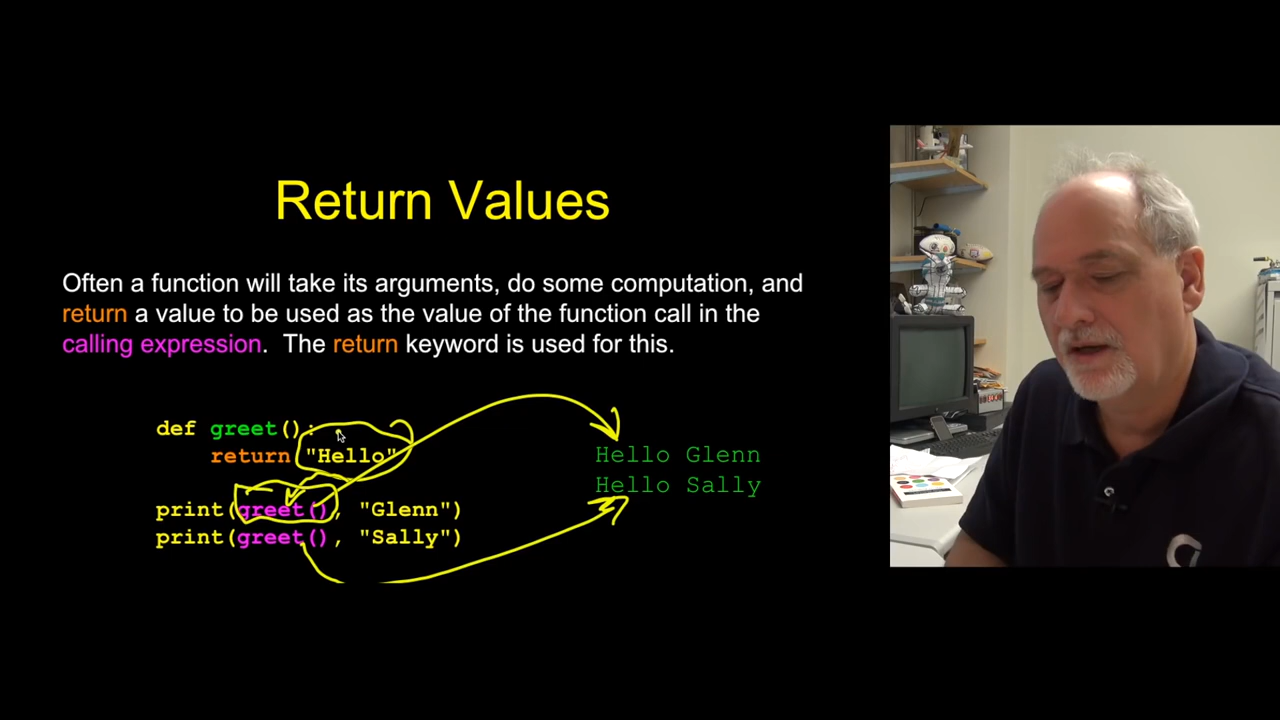 Return Values
Often a function will take its arguments, do some computation, and
return a value to be used as the value of the function call in the
calling expression.  The return keyword is used for this.
def greet():
    return "Hello"
print(greet(), "Glenn")
print(greet(), "Sally")
Hello Glenn
Hello Sally